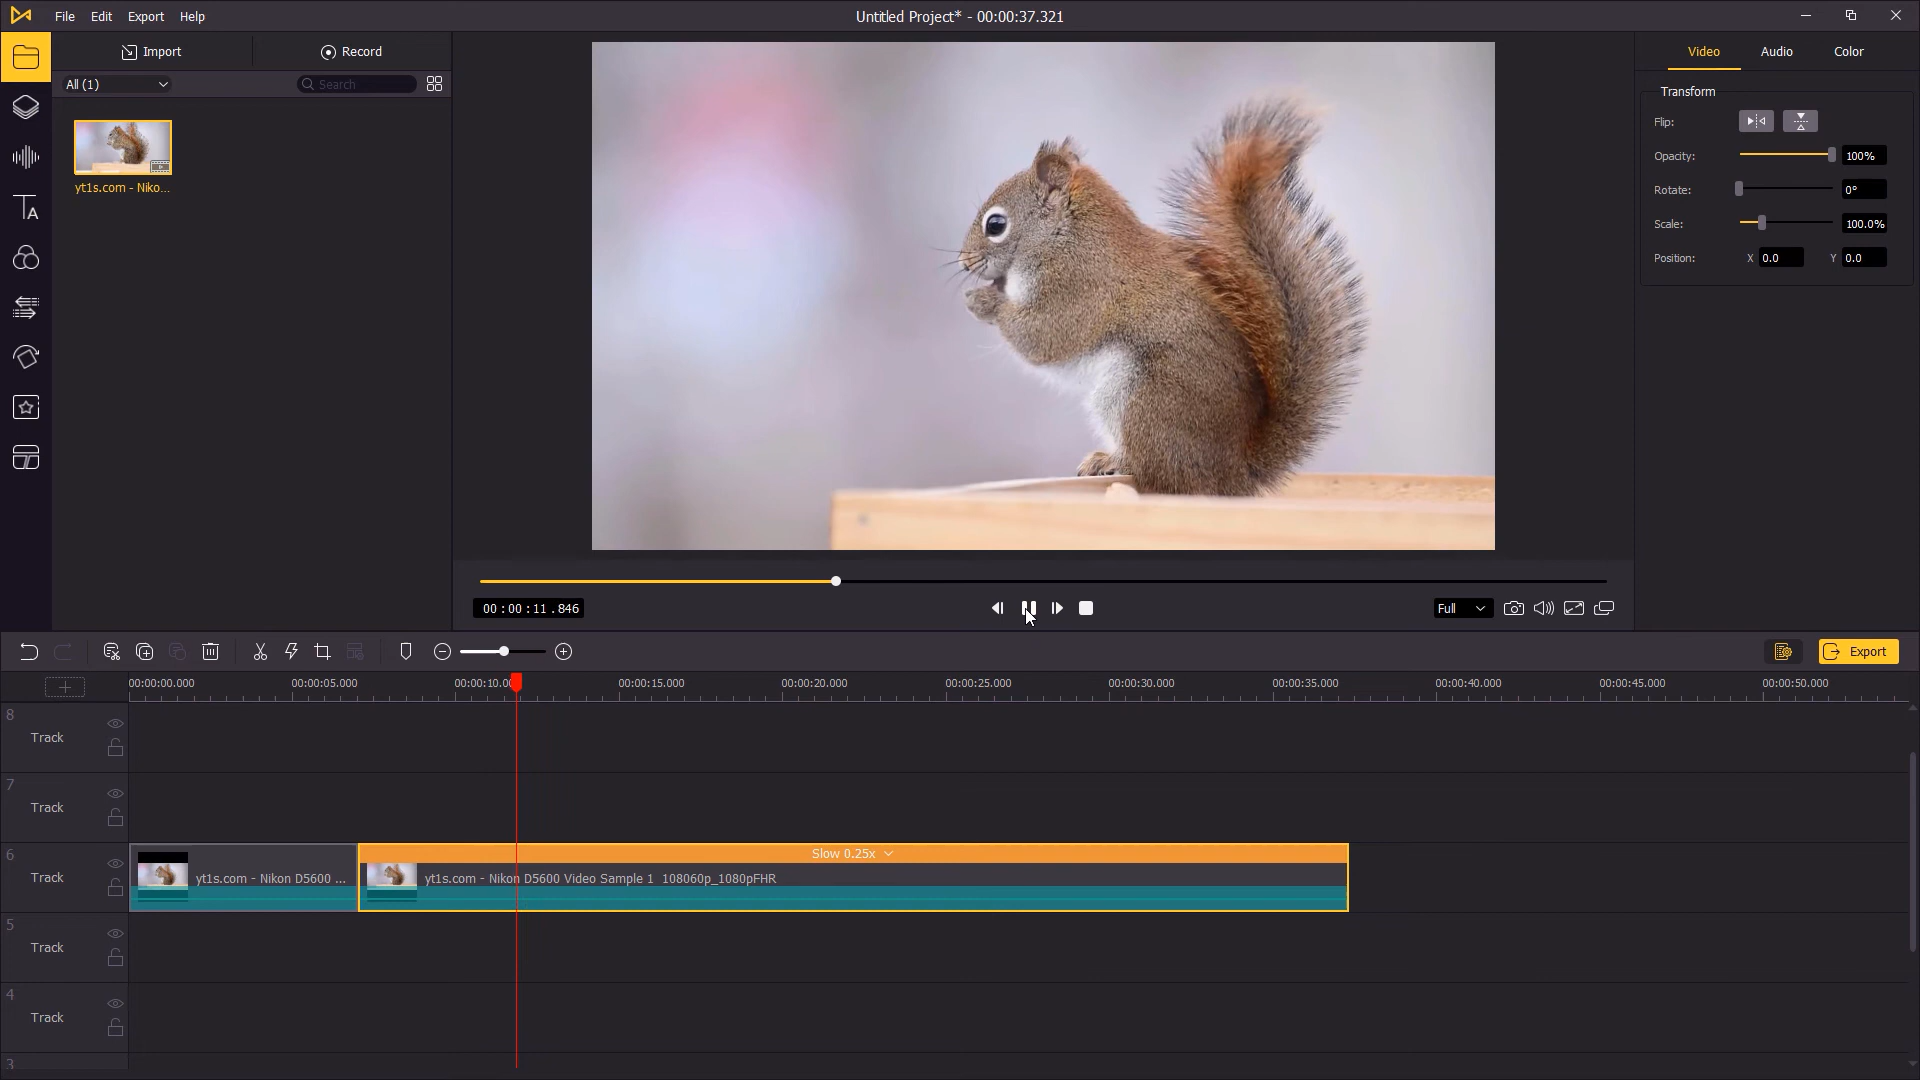 File Edit Export Help
Untitled Project* - 00:00:37.321
Import Record
Video Audio Color
All (1)
Search
Transform
Flip:
Opacity: 100%
Rotate: 0°
Scale: 100.0%
Position: X 0.0 Y 0.0
yt1s.com - Niko...
00:00:11.846
Full
Export
00:00:00.000 00:00:05.000 00:00:10.0 00:00:15.000 00:00:20.000 00:00:25.000 00:00:30.000 00:00:35.000 00:00:40.000 00:00:45.000 00:00:50.000
8
Track
7
Track
6
Track
Slow 0.25x
yt1s.com - Nikon D5600 ...
yt1s.com - Nikon D5600 Video Sample 1 108060p_1080pFHR
5
Track
4
Track
3